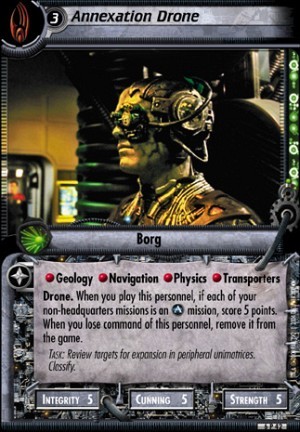 3 Annexation Drone
Borg
Geology Navigation Physics Transporters
Drone. When you play this personnel, if each of your
non-headquarters missions is an mission, score 5 points.
When you lose command of this personnel, remove it from
the game.
TASK: Review targets for expansion in peripheral unimatrices.
Classify.
INTEGRITY 5 CUNNING 5 STRENGTH 5